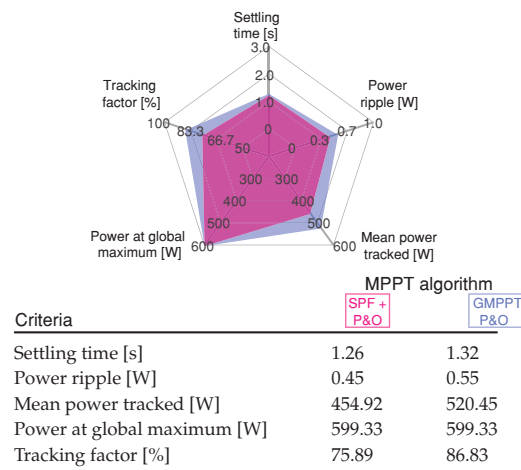 Settling
time [s]
3.0
2.0
1.0
0
Tracking
factor [%]
100
83.3
66.7
50
Power
ripple [W]
1.0
0.7
0.3
0
300
400
500
600
Power at global
maximum [W]
300
400
500
600
Mean power
tracked [W]
MPPT algorithm
Criteria SPF + P&O GMPPT P&O
Settling time [s] 1.26 1.32
Power ripple [W] 0.45 0.55
Mean power tracked [W] 454.92 520.45
Power at global maximum [W] 599.33 599.33
Tracking factor [%] 75.89 86.83